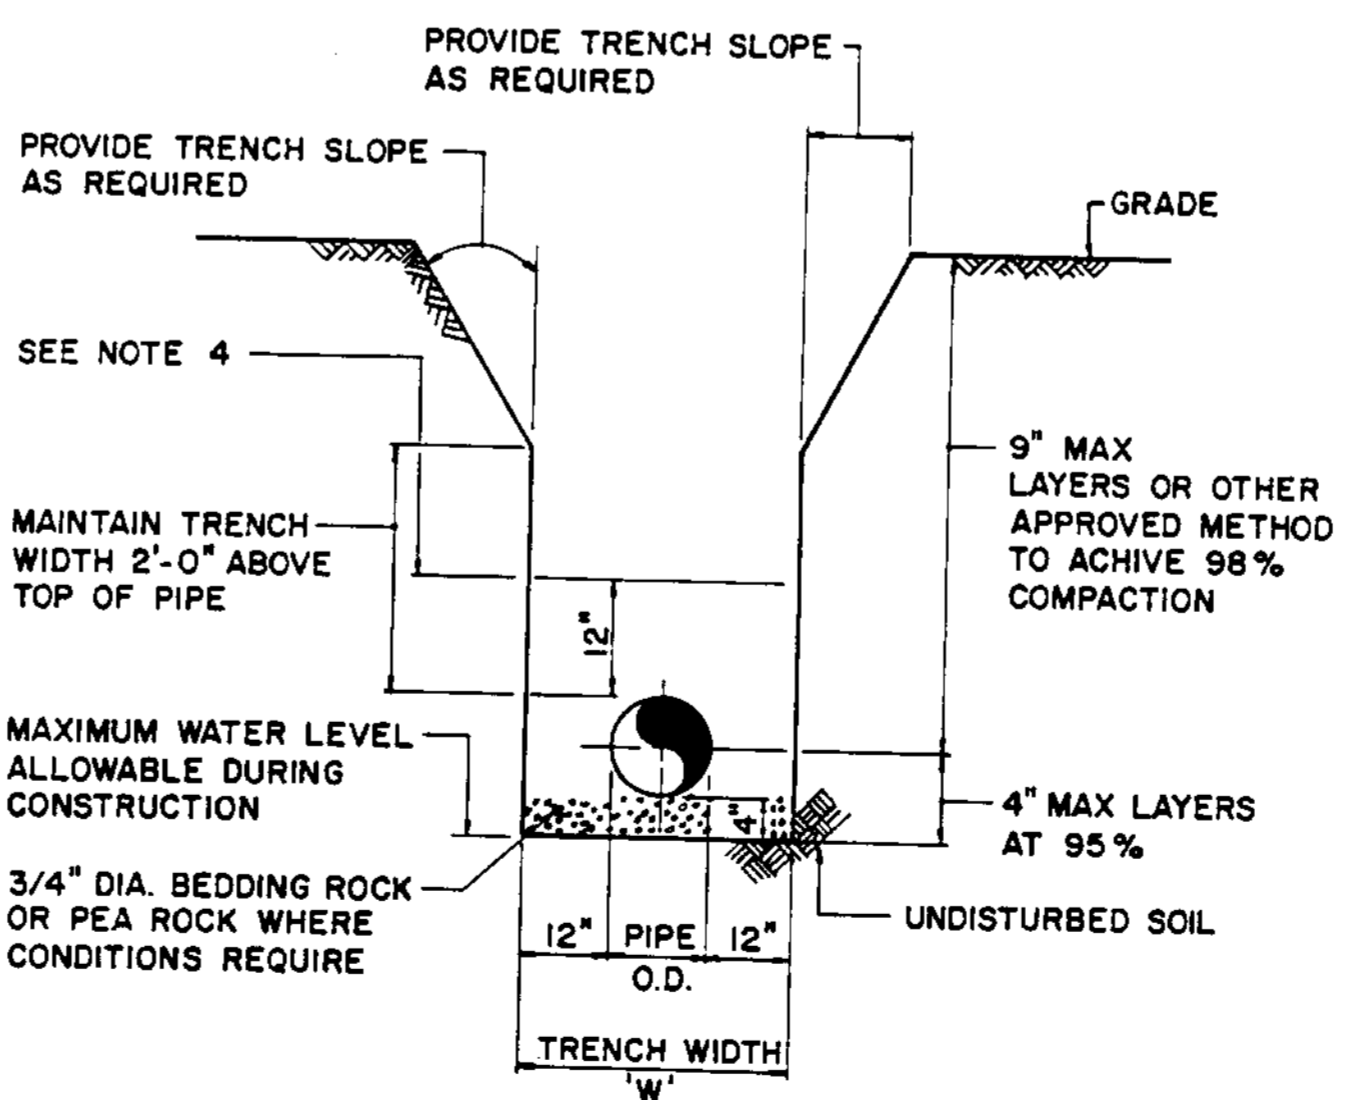 PROVIDE TRENCH SLOPE
AS REQUIRED
PROVIDE TRENCH SLOPE
AS REQUIRED
GRADE
SEE NOTE 4
9" MAX
LAYERS OR OTHER
APPROVED METHOD
TO ACHIVE 98%
COMPACTION
MAINTAIN TRENCH
WIDTH 2'-0" ABOVE
TOP OF PIPE
12"
MAXIMUM WATER LEVEL
ALLOWABLE DURING
CONSTRUCTION
4"
4" MAX LAYERS
AT 95%
3/4" DIA. BEDDING ROCK
OR PEA ROCK WHERE
CONDITIONS REQUIRE
UNDISTURBED SOIL
12" PIPE 12"
O.D.
TRENCH WIDTH
'W'